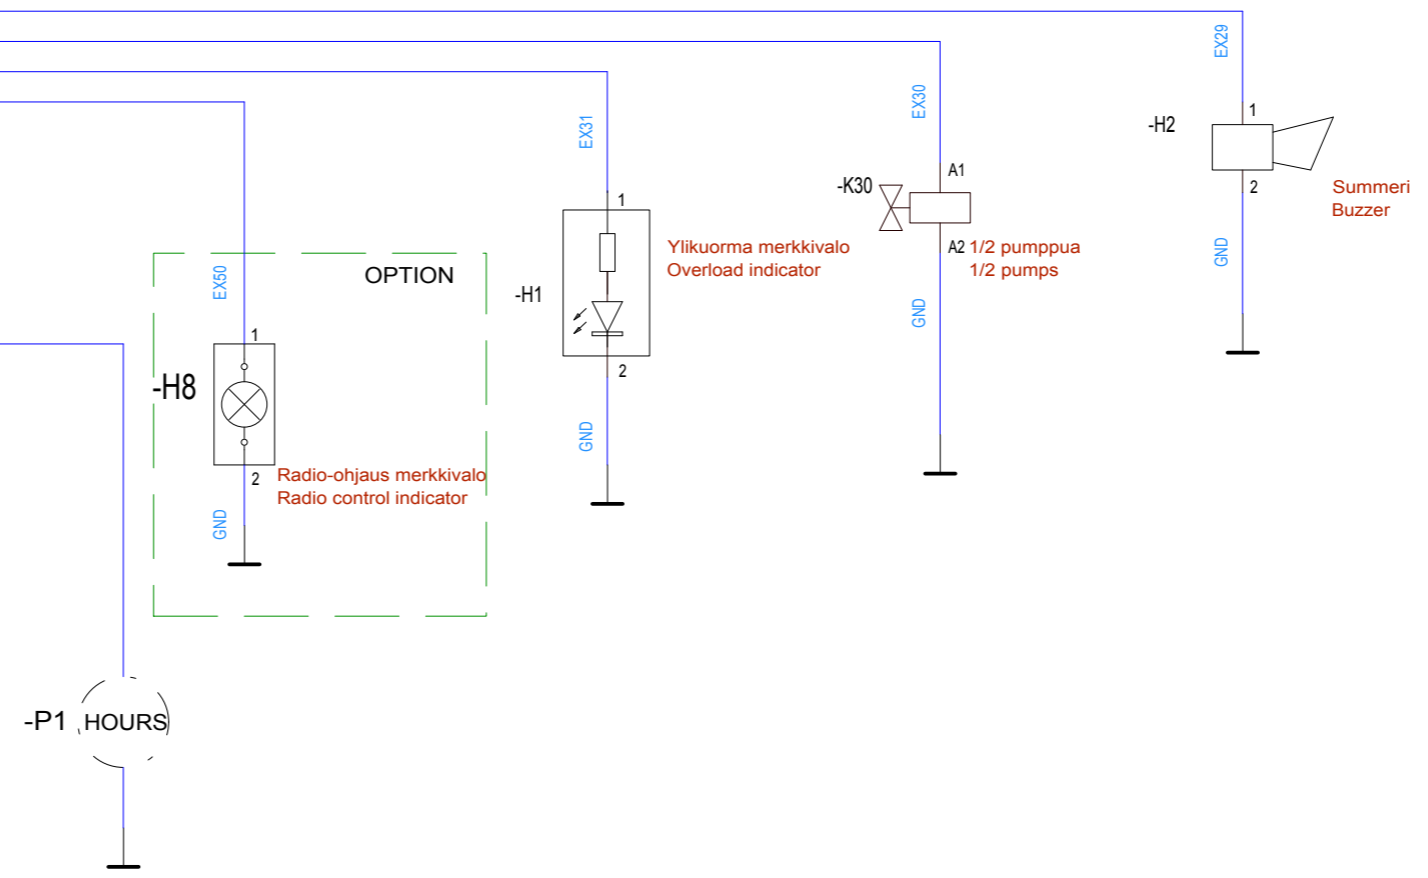 EX29
1
-H2
2
Summeri
Buzzer
GND
EX30
A1
-K30
A2
1/2 pumppua
1/2 pumps
GND
EX31
1
Ylikuorma merkkivalo
Overload indicator
-H1
2
GND
OPTION
EX50
1
-H8
2
Radio-ohjaus merkkivalo
Radio control indicator
GND
-P1
HOURS